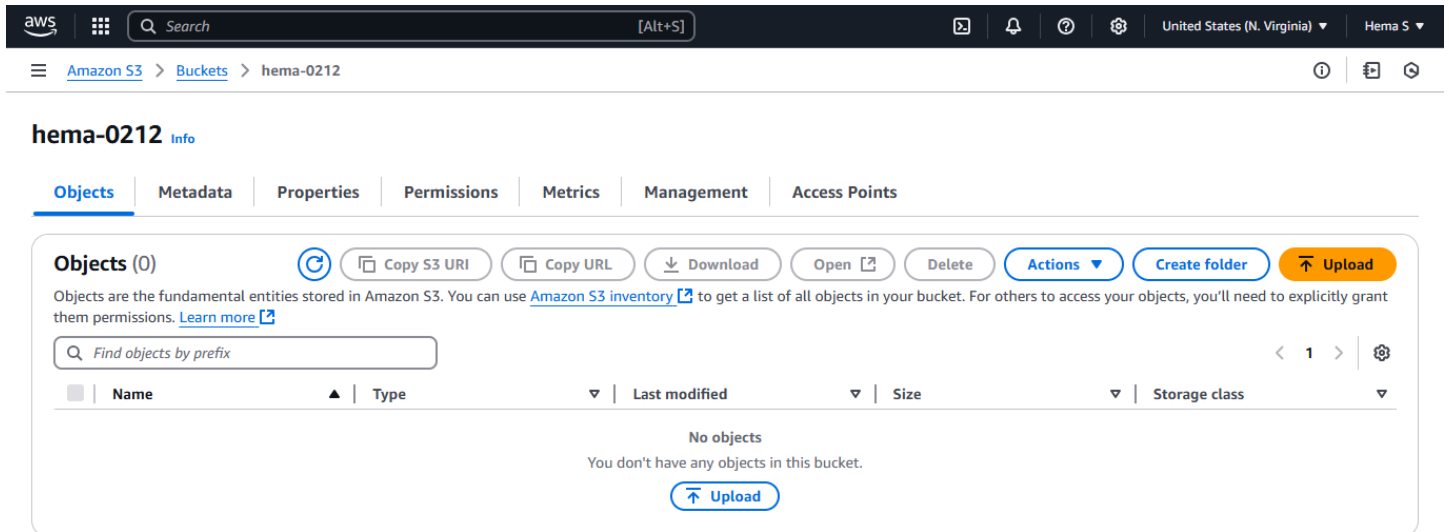 aws Search [Alt+S] United States (N. Virginia) Hema S
Amazon S3 > Buckets > hema-0212
hema-0212 Info
Objects Metadata Properties Permissions Metrics Management Access Points
Objects (0) Copy S3 URI Copy URL Download Open Delete Actions Create folder Upload
Objects are the fundamental entities stored in Amazon S3. You can use Amazon S3 inventory to get a list of all objects in your bucket. For others to access your objects, you'll need to explicitly grant
them permissions. Learn more
Find objects by prefix 1
Name Type Last modified Size Storage class
No objects
You don't have any objects in this bucket.
Upload